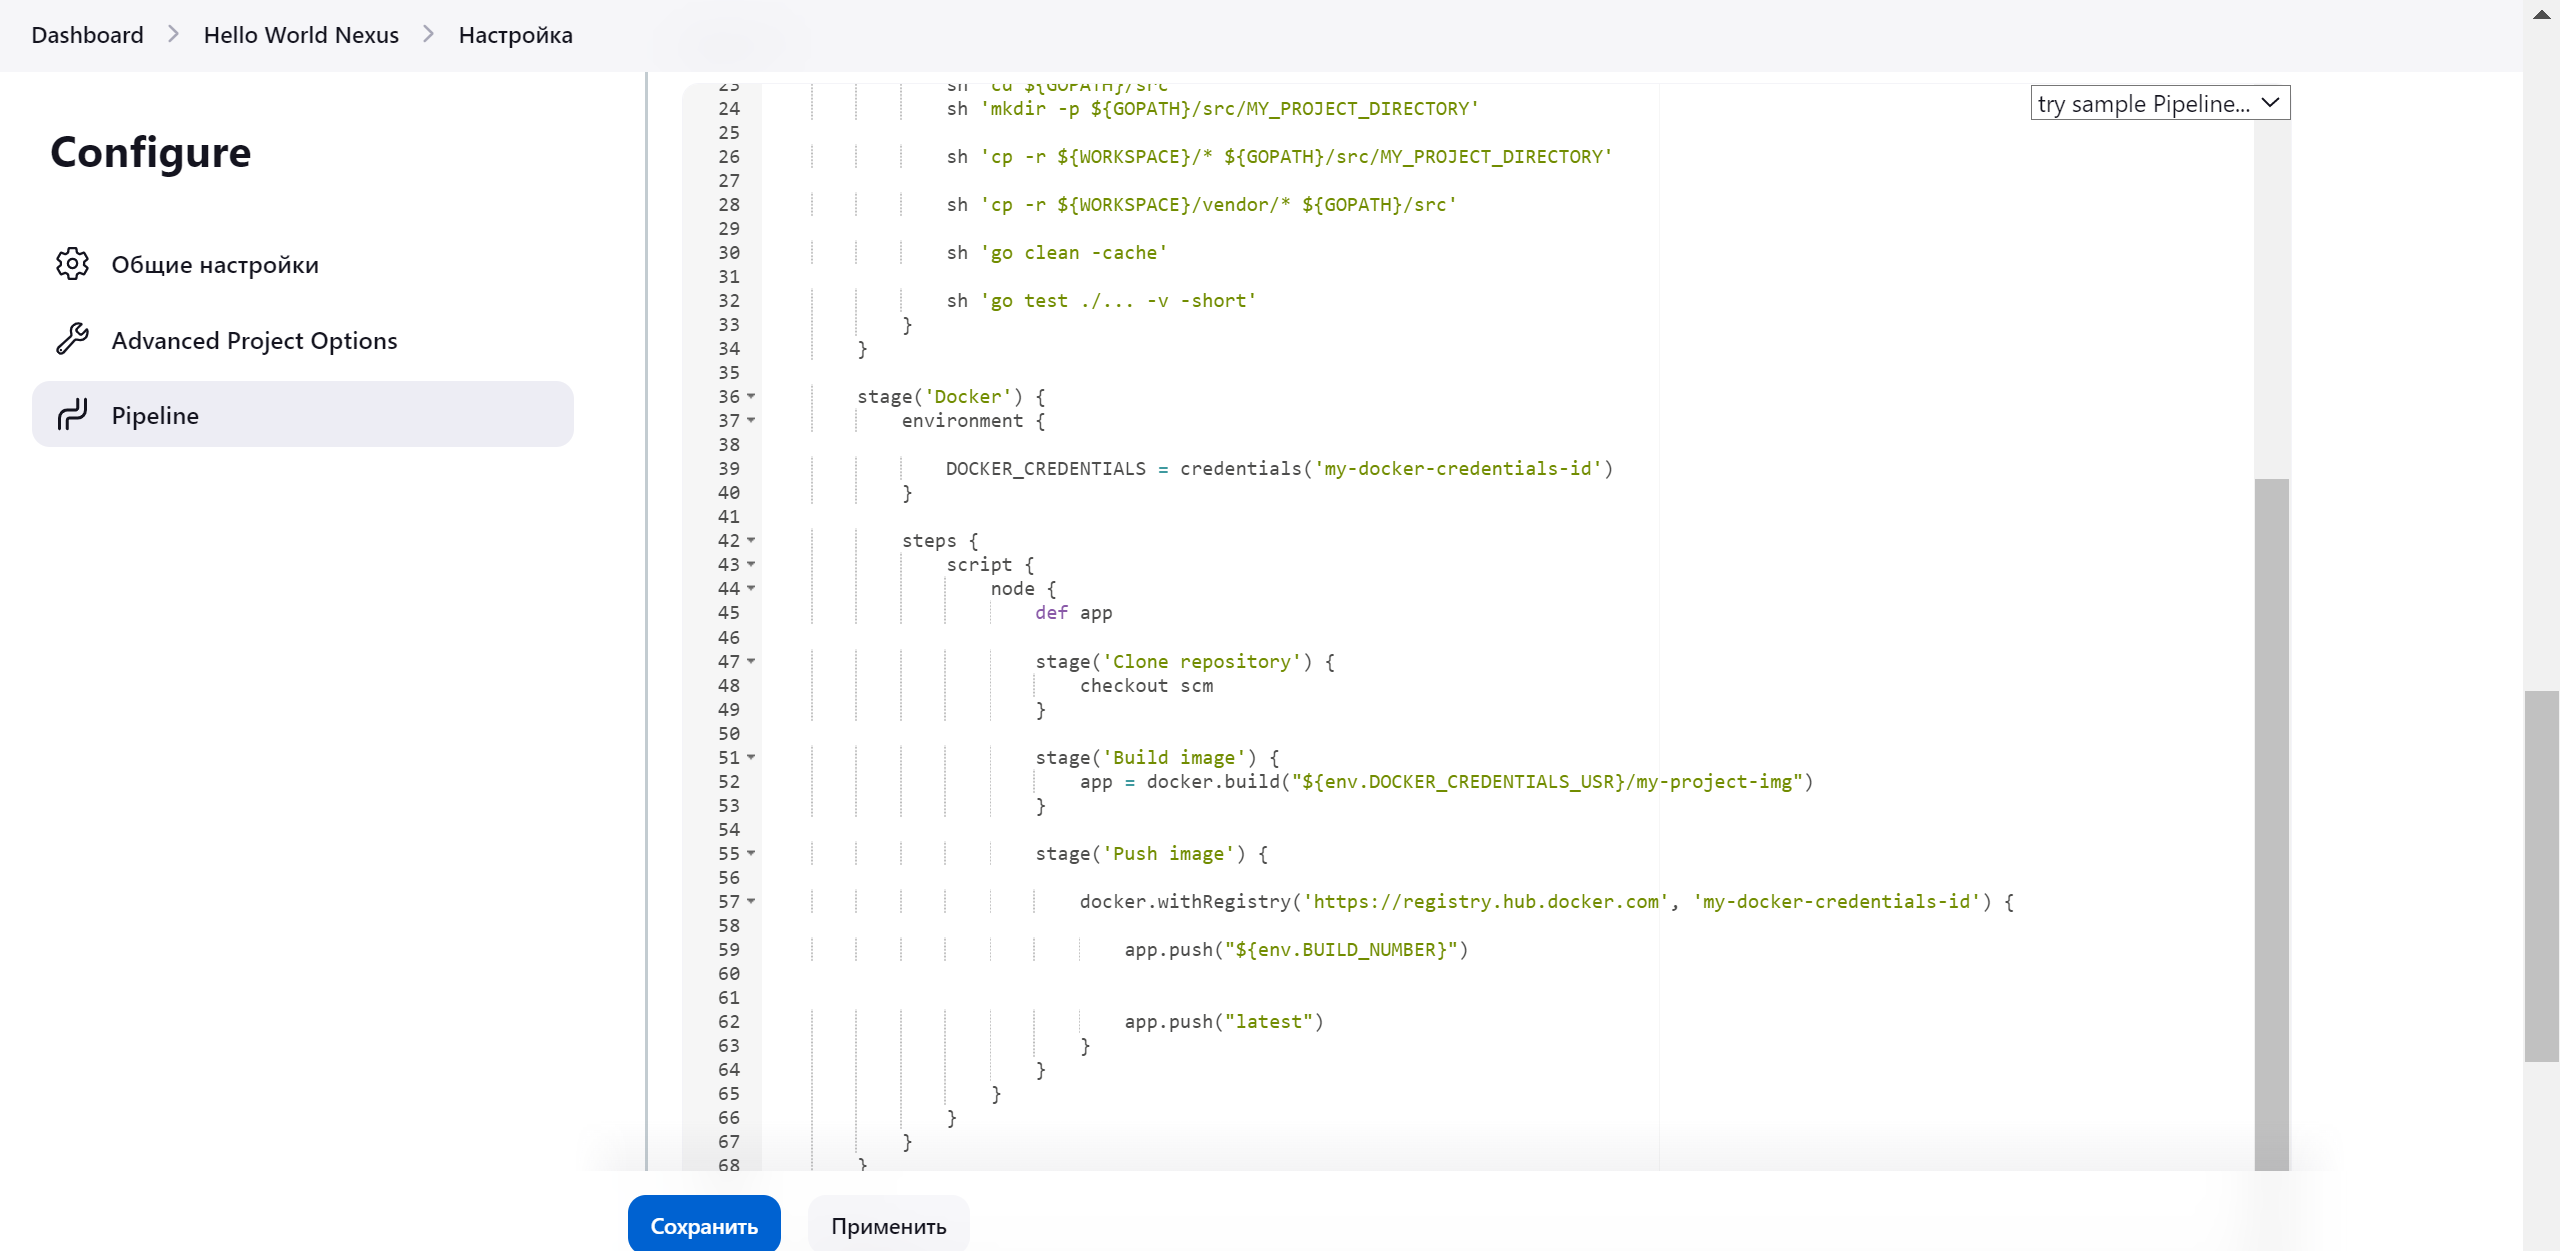 Dashboard > Hello World Nexus > Настройка
Configure
Общие настройки
Advanced Project Options
Pipeline
try sample Pipeline...
23 sh 'cd ${GOPATH}/src'
24 sh 'mkdir -p ${GOPATH}/src/MY_PROJECT_DIRECTORY'
25
26 sh 'cp -r ${WORKSPACE}/* ${GOPATH}/src/MY_PROJECT_DIRECTORY'
27
28 sh 'cp -r ${WORKSPACE}/vendor/* ${GOPATH}/src'
29
30 sh 'go clean -cache'
31
32 sh 'go test ./... -v -short'
33 }
34 }
35
36 stage('Docker') {
37 environment {
38
39 DOCKER_CREDENTIALS = credentials('my-docker-credentials-id')
40 }
41
42 steps {
43 script {
44 node {
45 def app
46
47 stage('Clone repository') {
48 checkout scm
49 }
50
51 stage('Build image') {
52 app = docker.build("${env.DOCKER_CREDENTIALS_USR}/my-project-img")
53 }
54
55 stage('Push image') {
56
57 docker.withRegistry('https://registry.hub.docker.com', 'my-docker-credentials-id') {
58
59 app.push("${env.BUILD_NUMBER}")
60
61
62 app.push("latest")
63 }
64 }
65 }
66 }
67 }
68 }
Сохранить
Применить